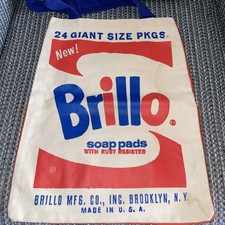 24 GIANT SIZE PKGS.
New!
Brillo®
soap pads
WITH RUST RESISTER
BRILLO MFG. CO., INC. BROOKLYN, N.Y.
MADE IN U.S.A.